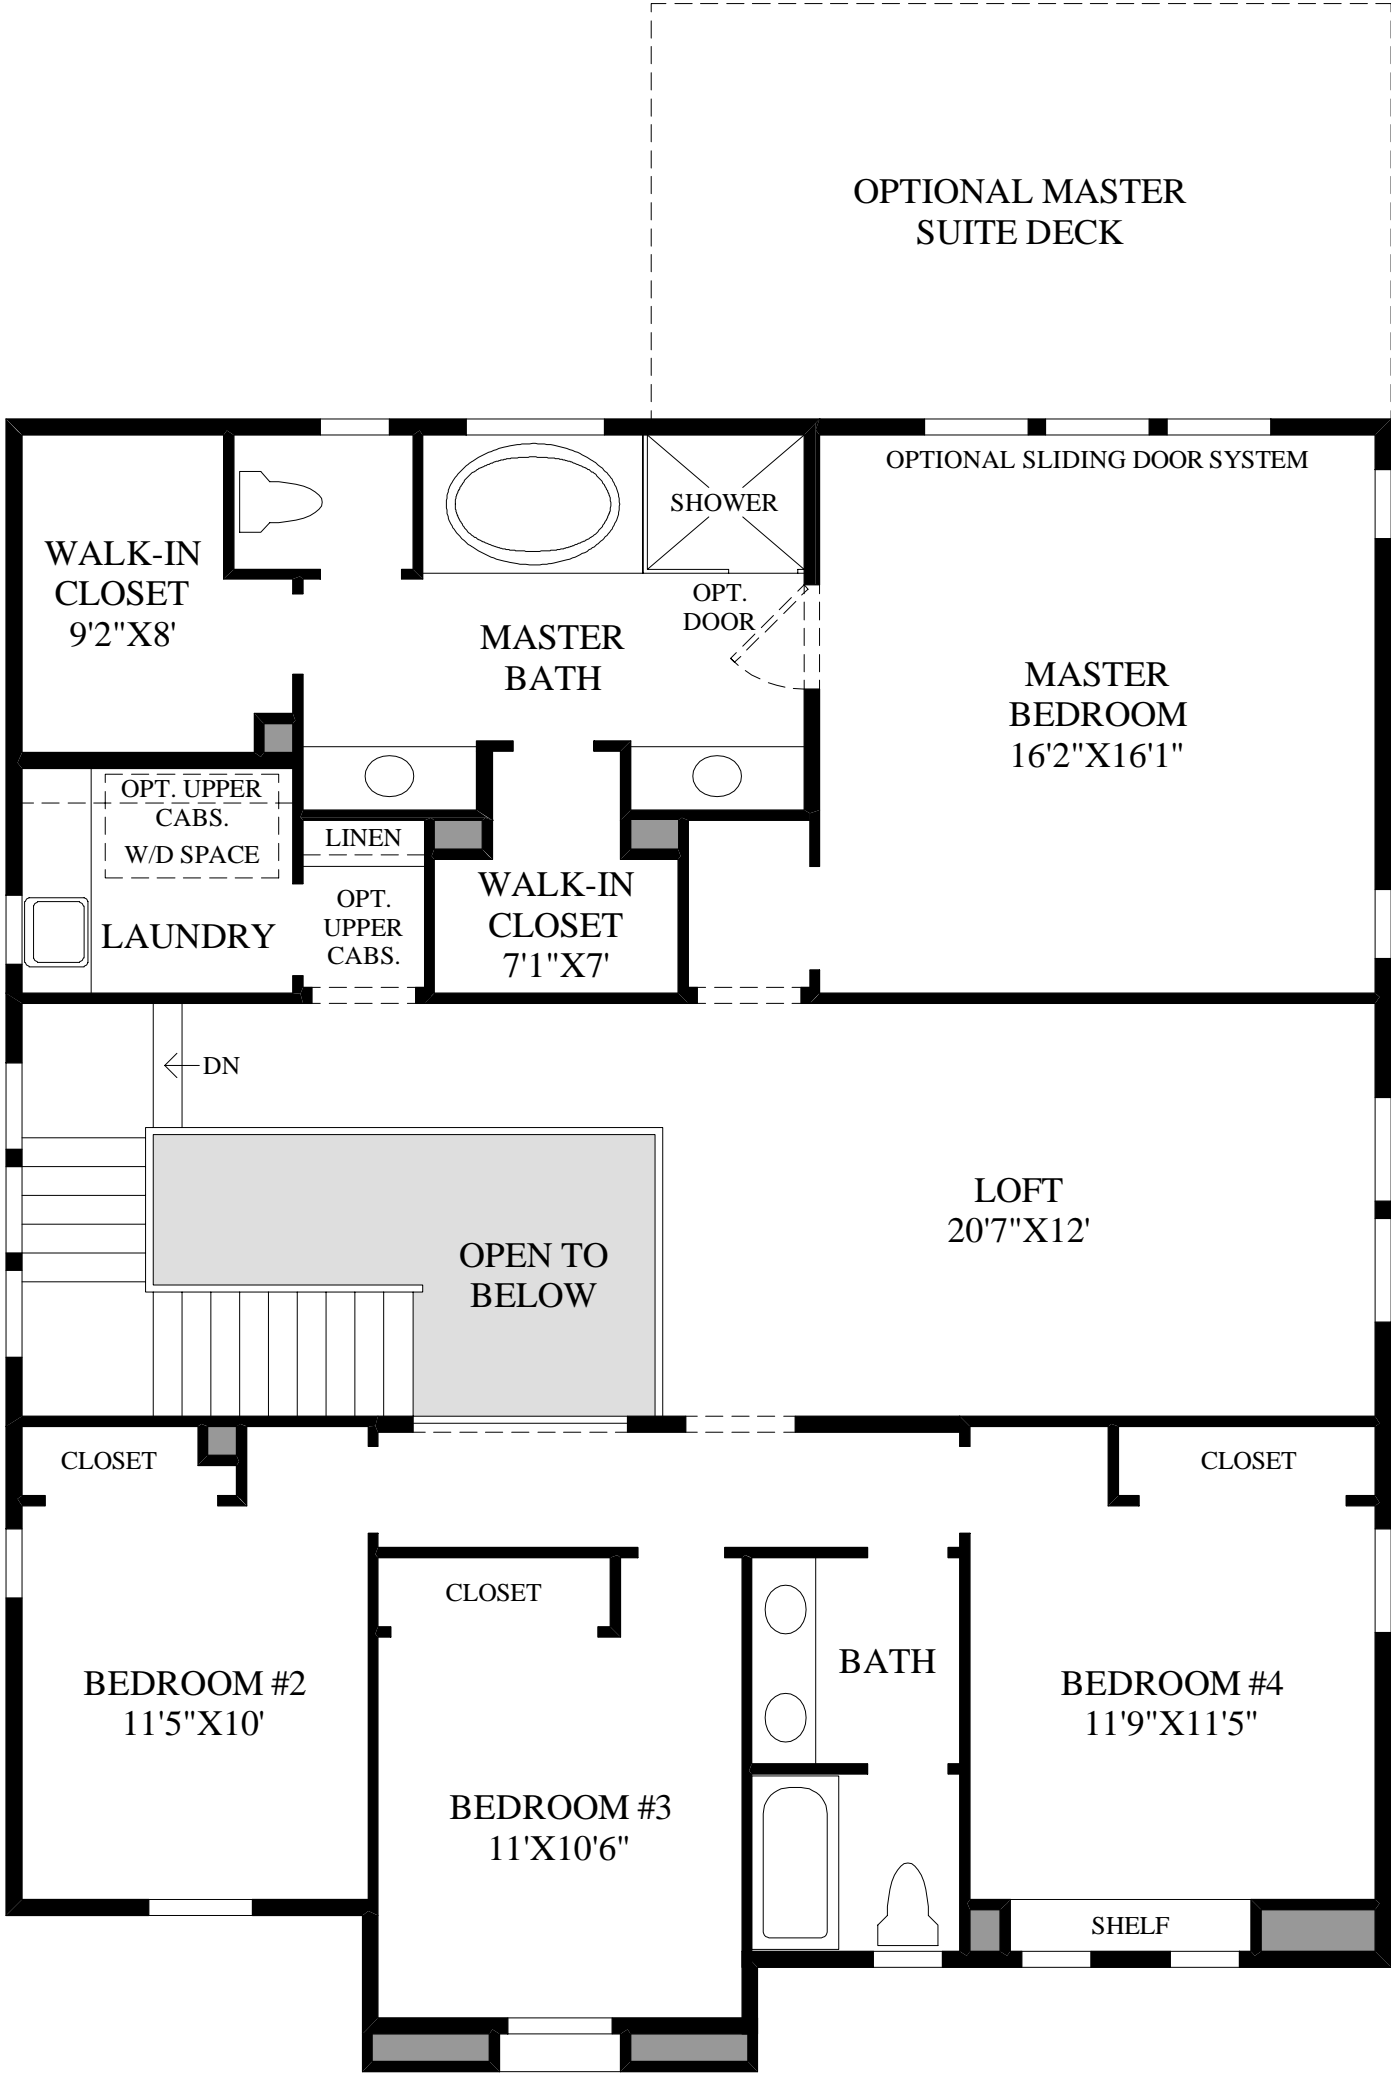 OPTIONAL MASTER
SUITE DECK
OPTIONAL SLIDING DOOR SYSTEM
SHOWER
WALK-IN
CLOSET
9'2"X8'
OPT.
DOOR
MASTER
BATH
MASTER
BEDROOM
16'2"X16'1"
OPT. UPPER
CABS.
W/D SPACE
LINEN
LAUNDRY
OPT.
UPPER
CABS.
WALK-IN
CLOSET
7'1"X7'
DN
LOFT
20'7"X12'
OPEN TO
BELOW
CLOSET
CLOSET
CLOSET
BATH
BEDROOM #2
11'5"X10'
BEDROOM #4
11'9"X11'5"
BEDROOM #3
11'X10'6"
SHELF